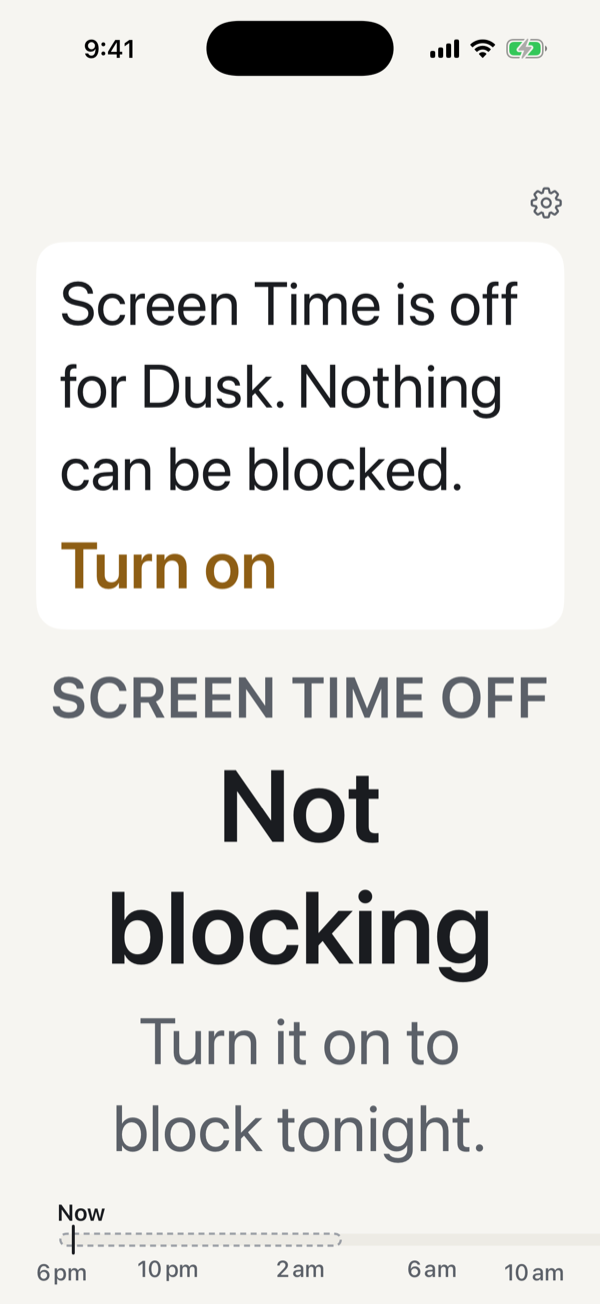 9:41
Screen Time is off
for Dusk. Nothing
can be blocked.
Turn on
SCREEN TIME OFF
Not
blocking
Turn it on to
block tonight.
Now
6 pm 10 pm 2 am 6 am 10 am